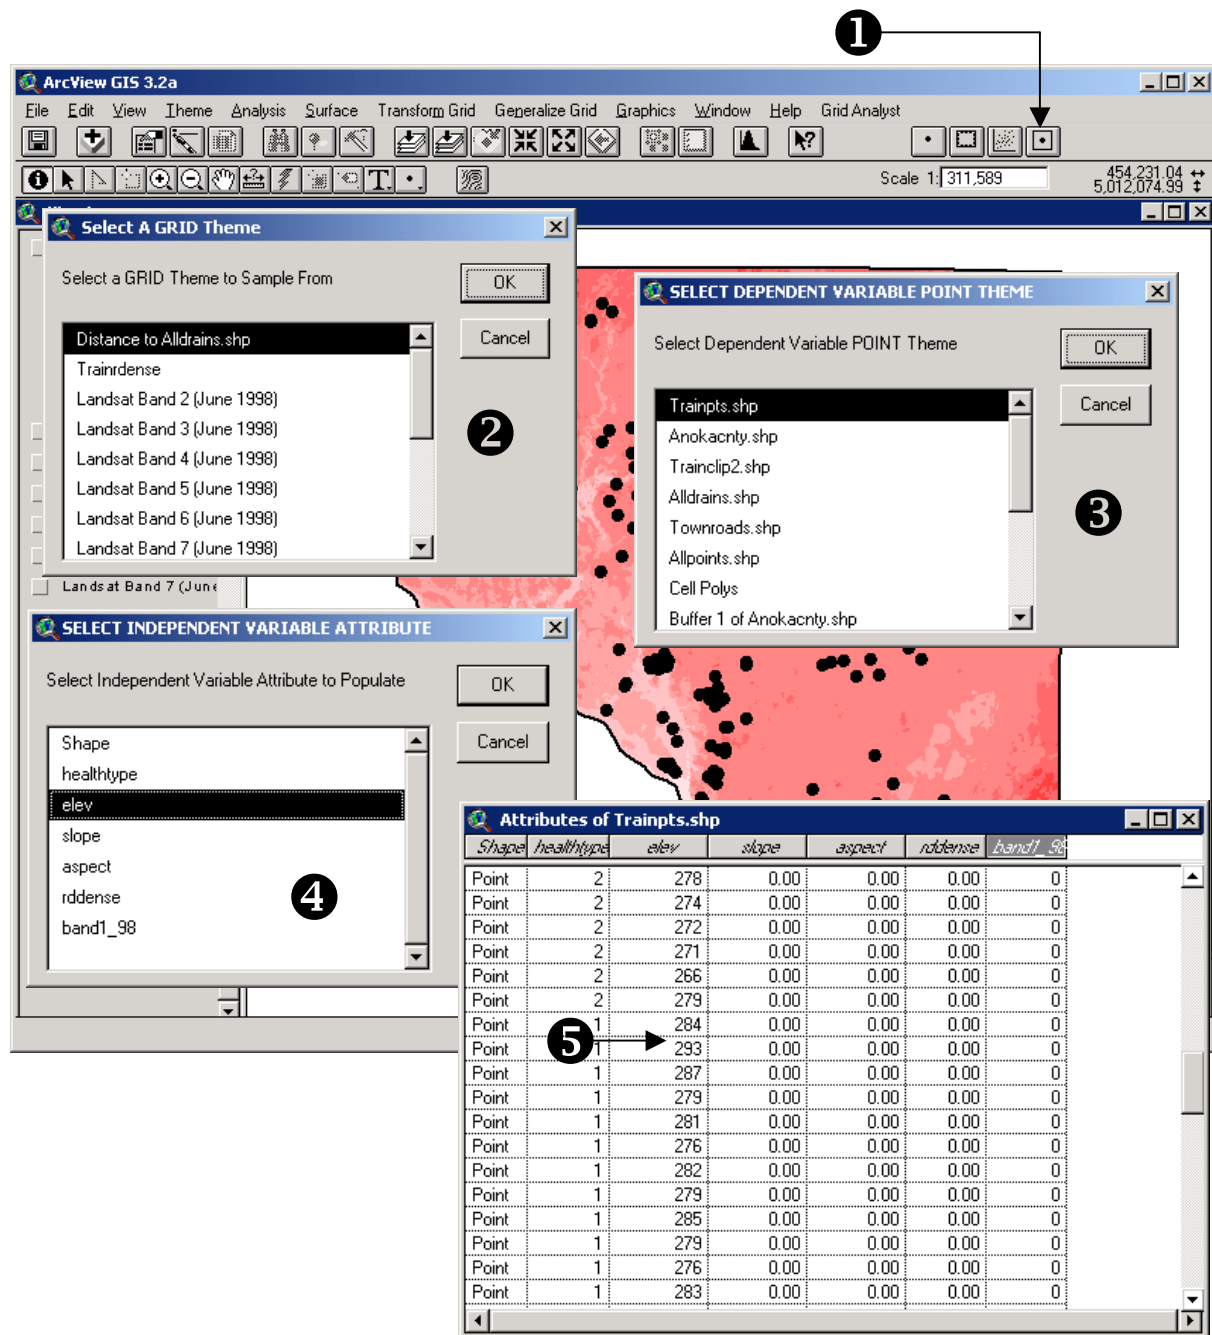 1
ArcView GIS 3.2a
File Edit View Theme Analysis Surface Transform Grid Generalize Grid Graphics Window Help Grid Analyst
Scale 1: 311,589
454,231.04
5,012,074.99
Select A GRID Theme
Select a GRID Theme to Sample From
OK
Cancel
Distance to Alldrains.shp
Trainrdense
Landsat Band 2 (June 1998)
Landsat Band 3 (June 1998)
Landsat Band 4 (June 1998)
Landsat Band 5 (June 1998)
Landsat Band 6 (June 1998)
Landsat Band 7 (June 1998)
2
SELECT DEPENDENT VARIABLE POINT THEME
Select Dependent Variable POINT Theme
OK
Cancel
Trainpts.shp
Anokacnty.shp
Trainclip2.shp
Alldrains.shp
Townroads.shp
Allpoints.shp
Cell Polys
Buffer 1 of Anokacnty.shp
3
Landsat Band 7 (June
SELECT INDEPENDENT VARIABLE ATTRIBUTE
Select Independent Variable Attribute to Populate
OK
Cancel
Shape
healthtype
elev
slope
aspect
rddense
band1_98
4
Attributes of Trainpts.shp
Shape healthtype elev slope aspect rddense band1_98
Point 2 278 0.00 0.00 0.00 0
Point 2 274 0.00 0.00 0.00 0
Point 2 272 0.00 0.00 0.00 0
Point 2 271 0.00 0.00 0.00 0
Point 2 266 0.00 0.00 0.00 0
Point 2 279 0.00 0.00 0.00 0
Point 1 284 0.00 0.00 0.00 0
Point 1 293 0.00 0.00 0.00 0
Point 1 287 0.00 0.00 0.00 0
Point 1 279 0.00 0.00 0.00 0
Point 1 281 0.00 0.00 0.00 0
Point 1 276 0.00 0.00 0.00 0
Point 1 282 0.00 0.00 0.00 0
Point 1 279 0.00 0.00 0.00 0
Point 1 285 0.00 0.00 0.00 0
Point 1 279 0.00 0.00 0.00 0
Point 1 276 0.00 0.00 0.00 0
Point 1 283 0.00 0.00 0.00 0
5